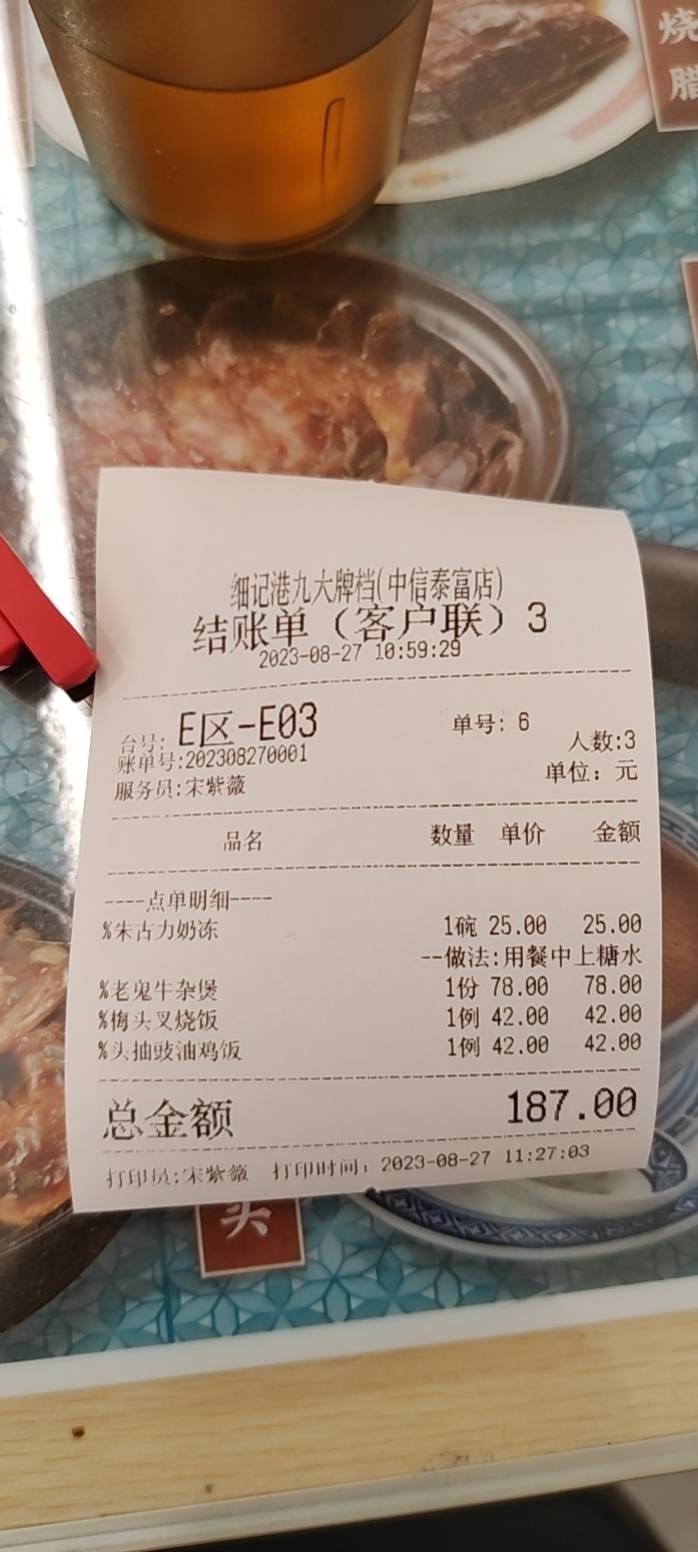 烧
腊
细记港九大牌档(中信泰富店)
结账单（客户联）3
2023-08-27 10:59:29
台号: E区-E03 单号: 6
账单号:202308270001 人数:3
服务员:宋紫薇 单位: 元
品名 数量 单价 金额
----点单明细----
%朱古力奶冻 1碗 25.00 25.00
--做法:用餐中上糖水
%老鬼牛杂煲 1份 78.00 78.00
%梅头叉烧饭 1例 42.00 42.00
%头抽豉油鸡饭 1例 42.00 42.00
总金额 187.00
打印员:宋紫薇 打印时间: 2023-08-27 11:27:03
头